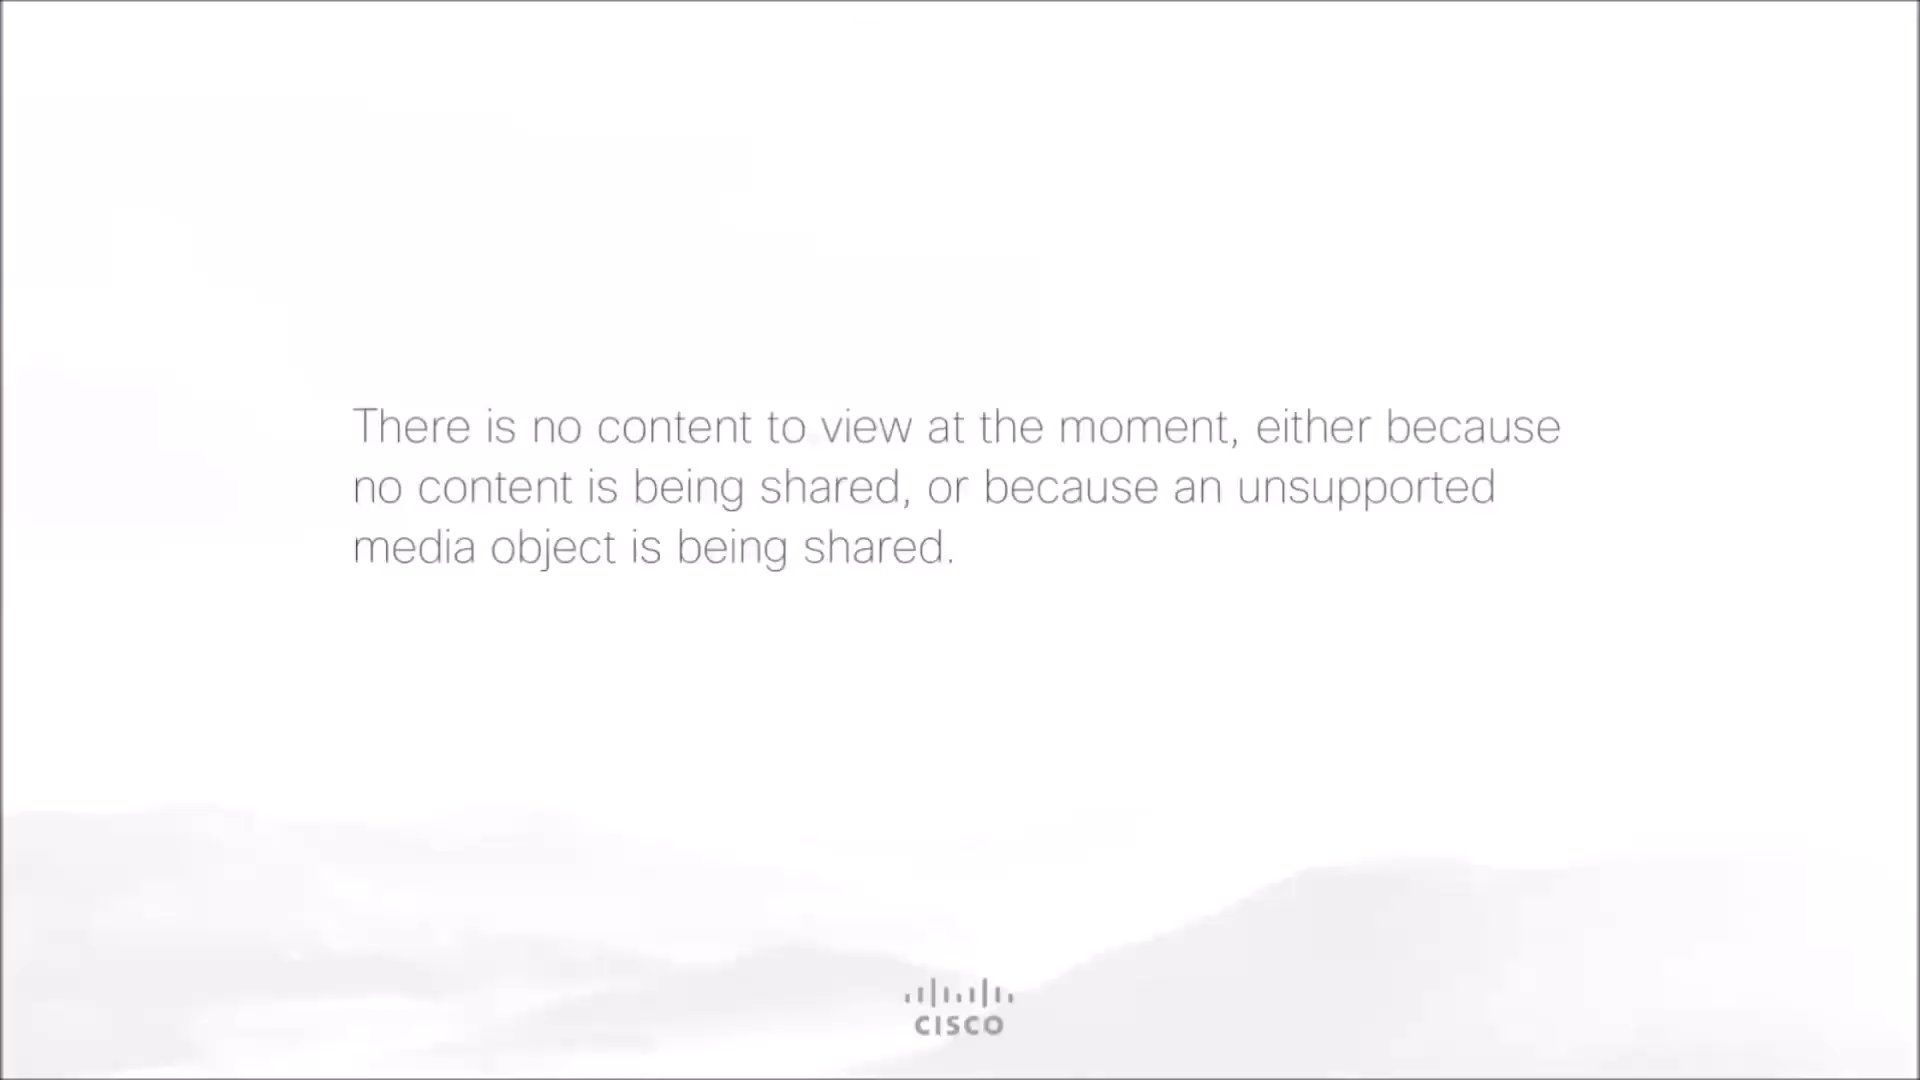 There is no content to view at the moment, either because
no content is being shared, or because an unsupported
media object is being shared.
CISCO